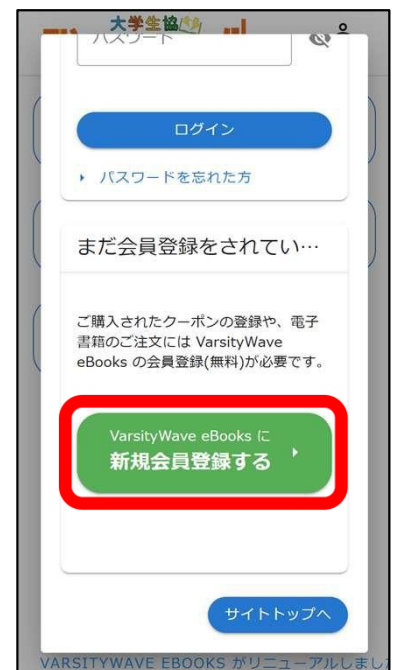 大学生協
パスワード
ログイン
パスワードを忘れた方
まだ会員登録をされてい…
ご購入されたクーポンの登録や、電子
書籍のご注文には VarsityWave
eBooks の会員登録(無料)が必要です。
VarsityWave eBooks に
新規会員登録する
サイトトップへ
VARSITYWAVE EBOOKS がリニューアルしまし